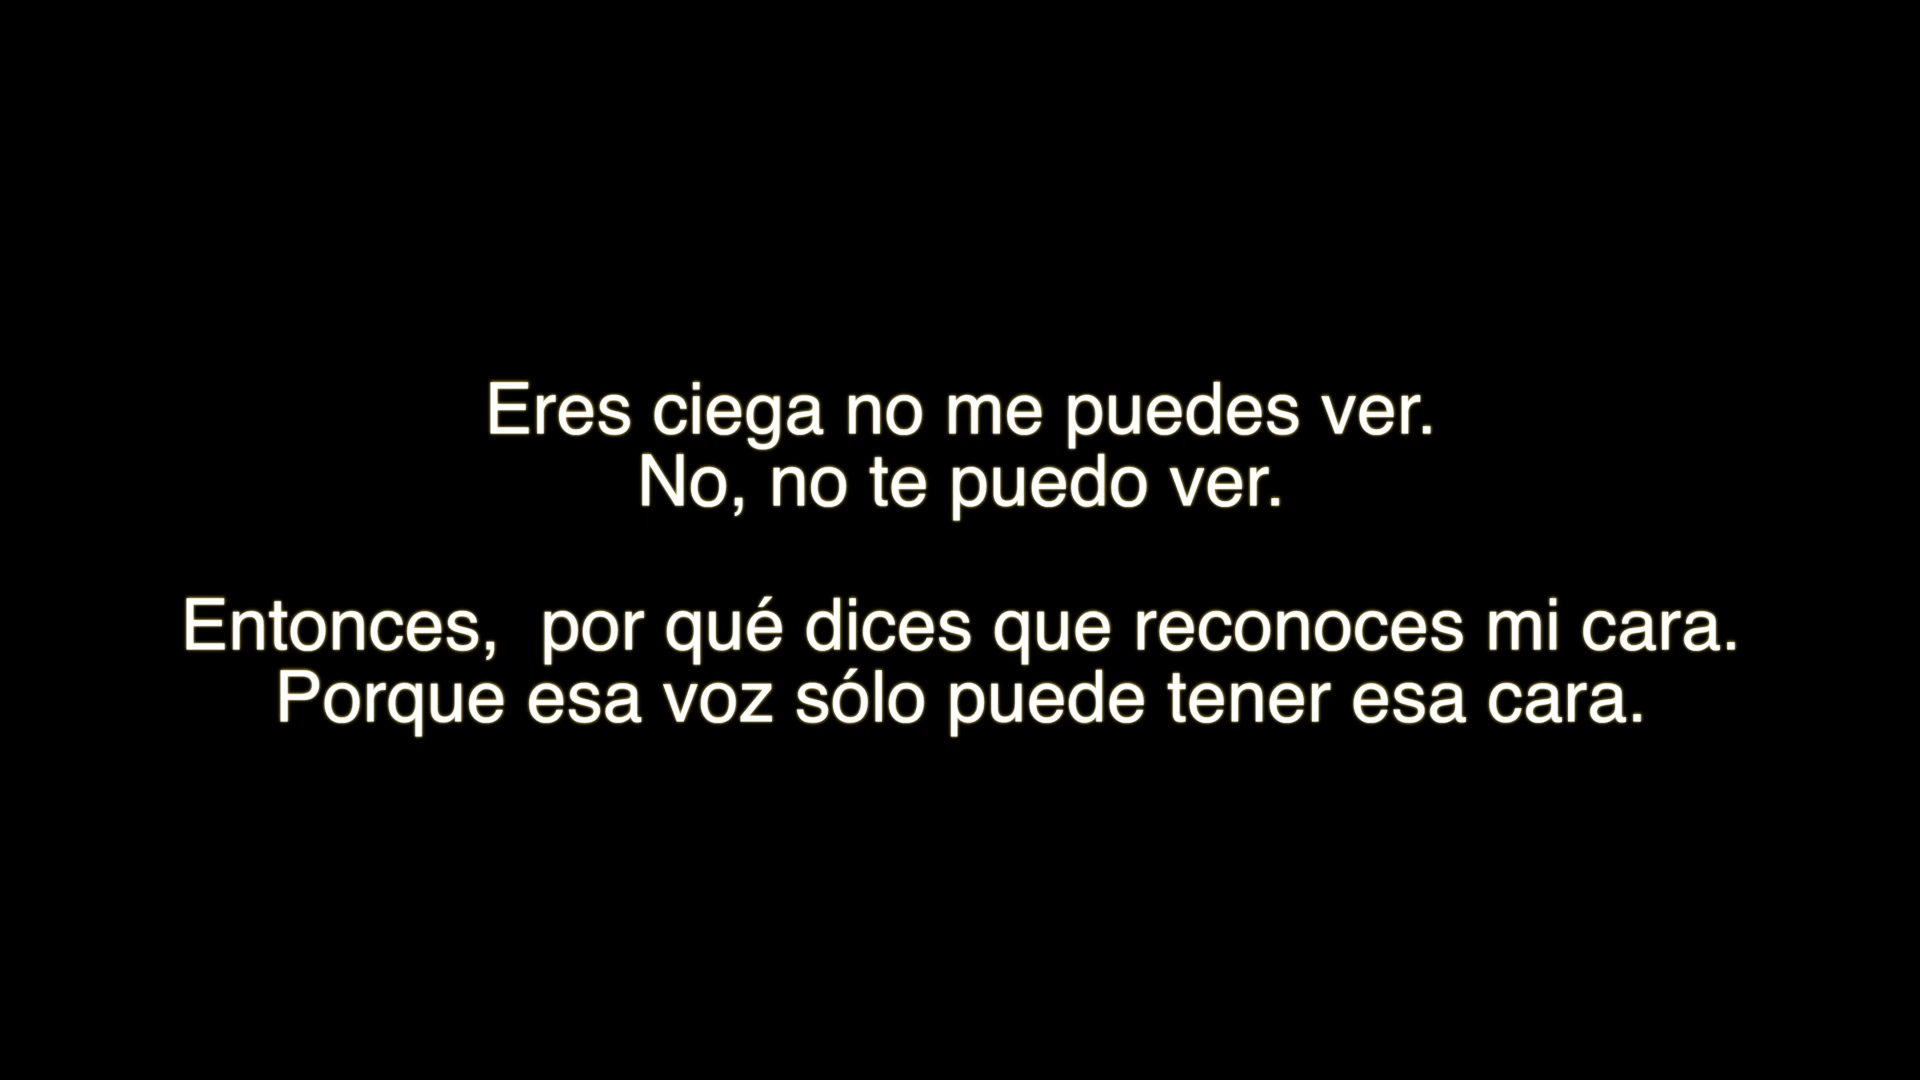 Eres ciega no me puedes ver.
No, no te puedo ver.
Entonces,  por qué dices que reconoces mi cara.
Porque esa voz sólo puede tener esa cara.